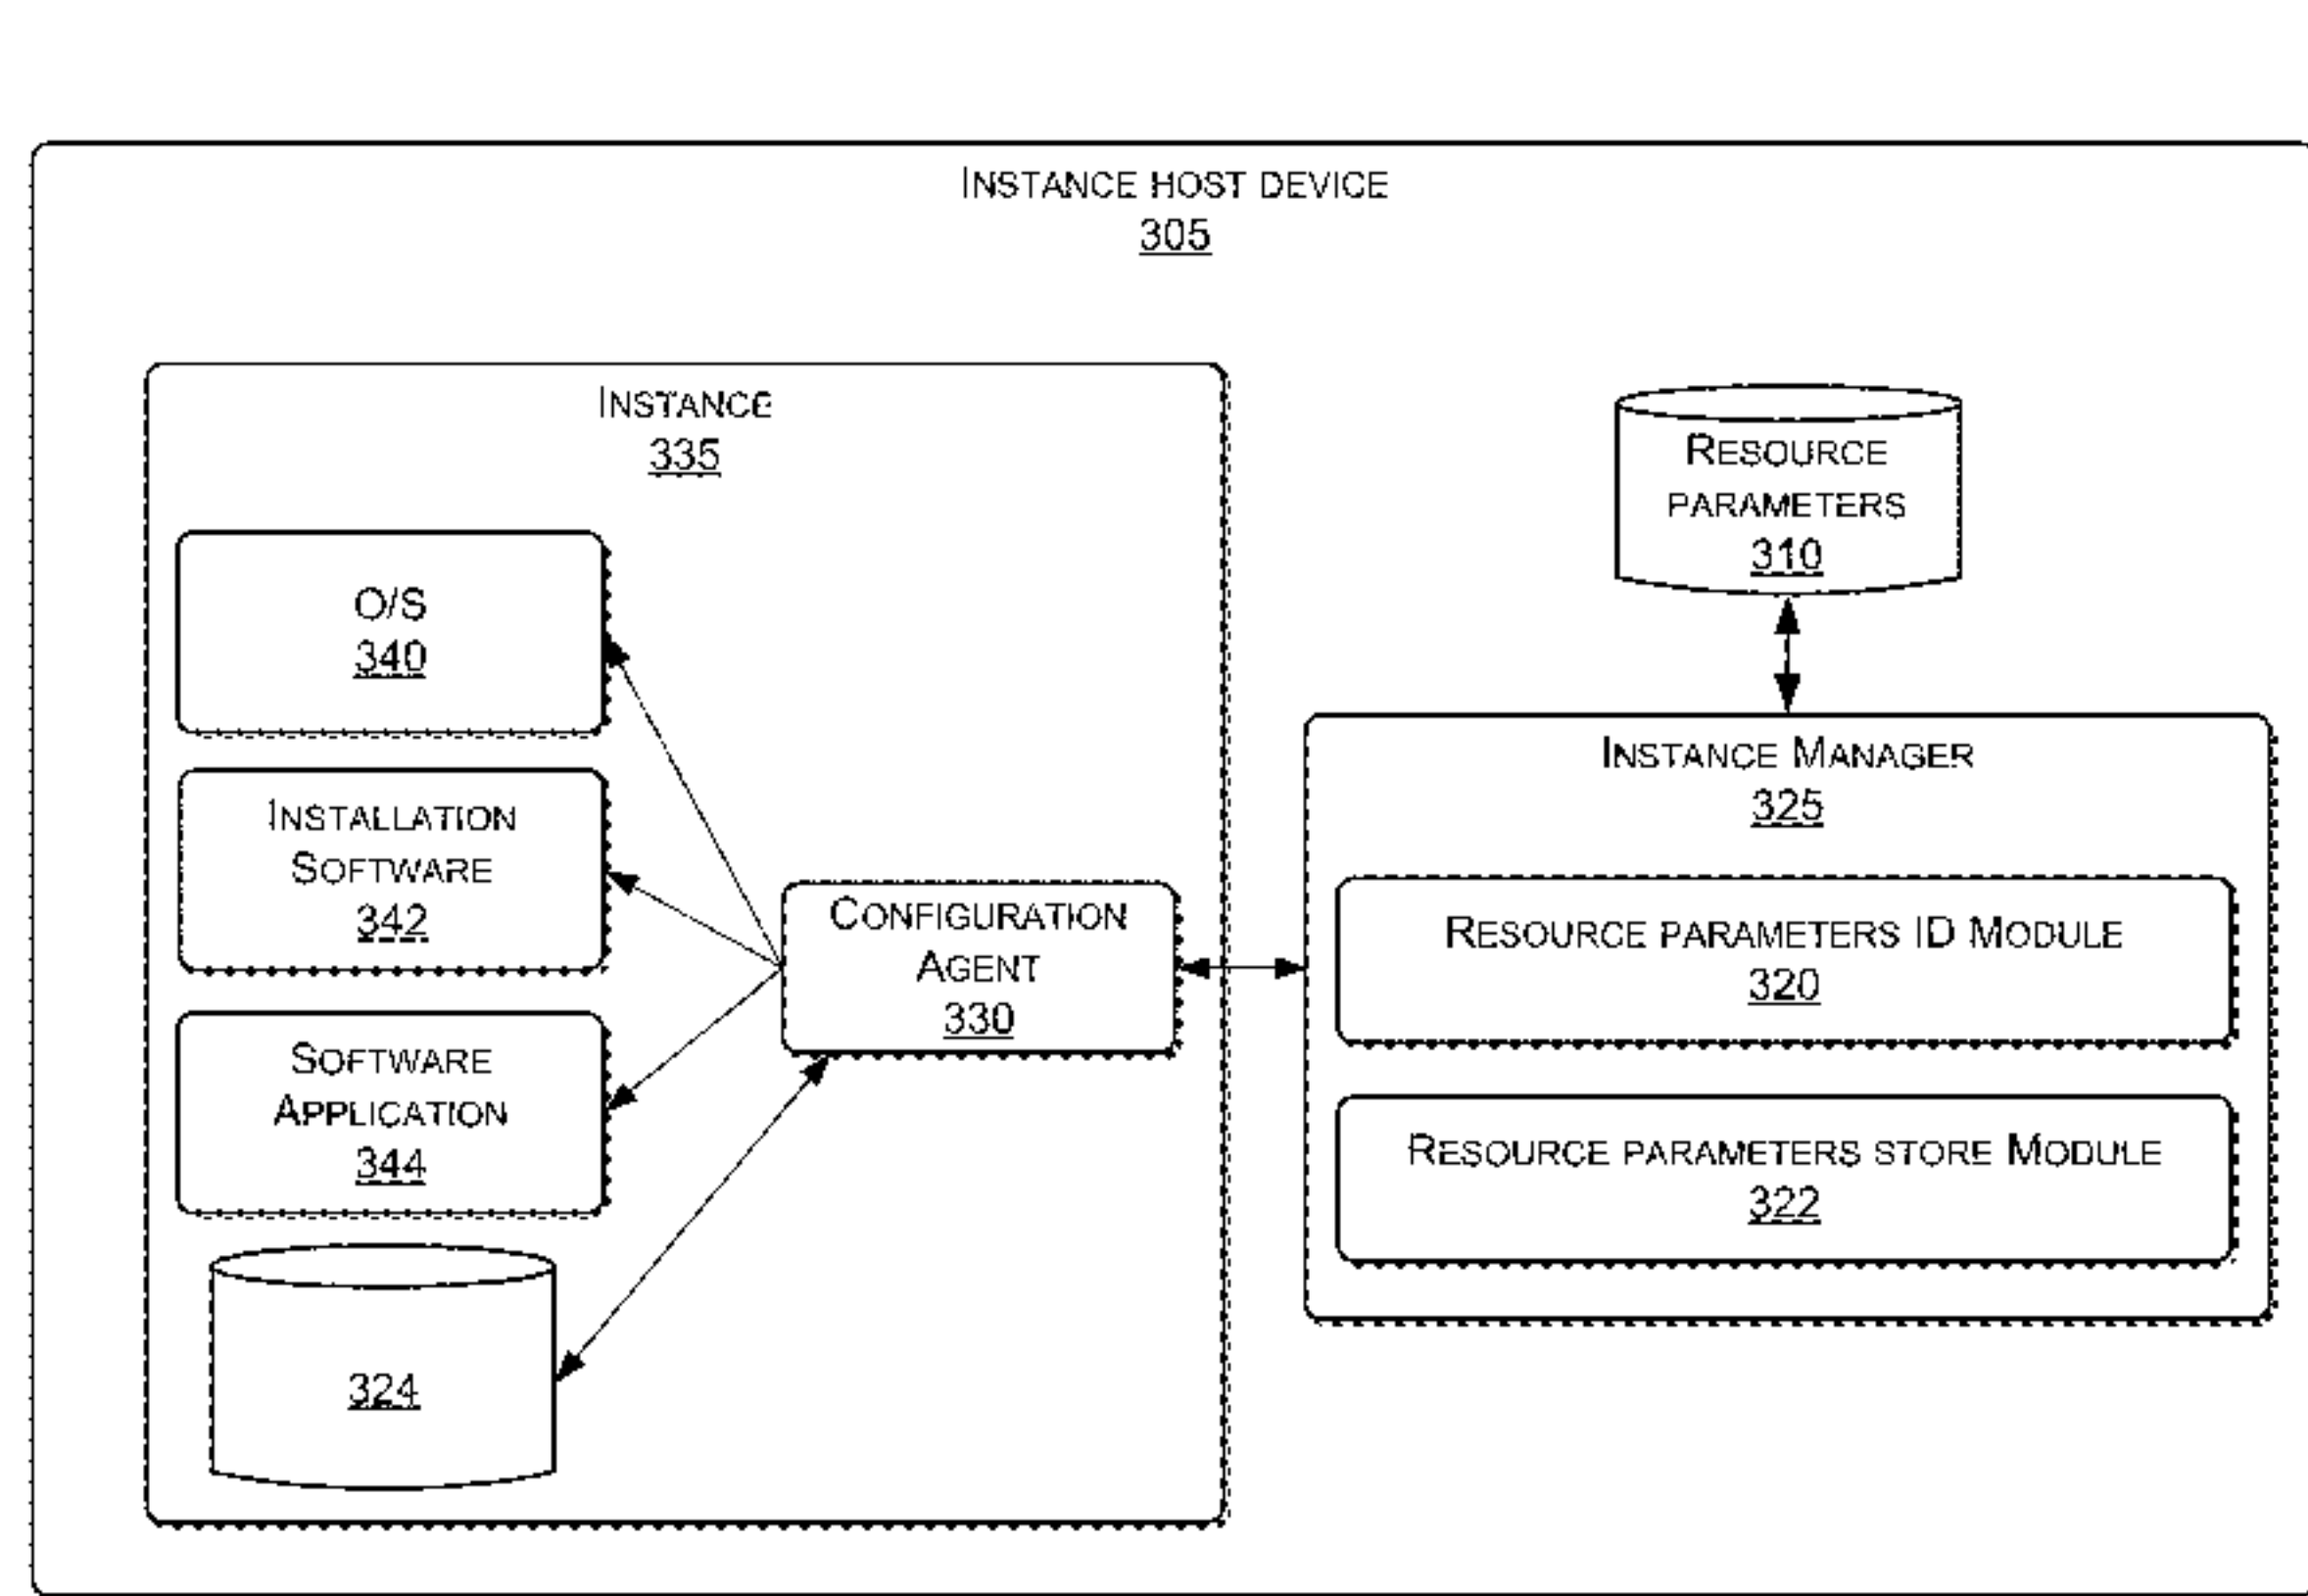 INSTANCE HOST DEVICE
305
INSTANCE
335
O/S
340
INSTALLATION
SOFTWARE
342
SOFTWARE
APPLICATION
344
324
CONFIGURATION
AGENT
330
RESOURCE
PARAMETERS
310
INSTANCE MANAGER
325
RESOURCE PARAMETERS ID MODULE
320
RESOURCE PARAMETERS STORE MODULE
322